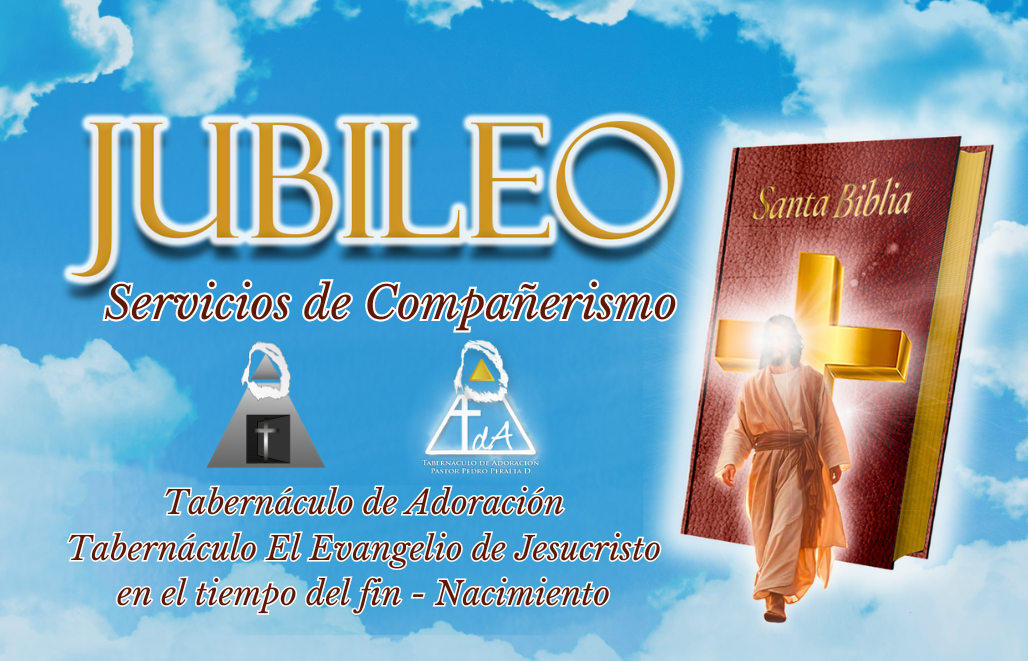 JUBILEO
Santa Biblia
Servicios de Compañerismo
TdA
TABERNÁCULO DE ADORACIÓN
PASTOR PEDRO PERALTA D.
Tabernáculo de Adoración
Tabernáculo El Evangelio de Jesucristo
en el tiempo del fin - Nacimiento